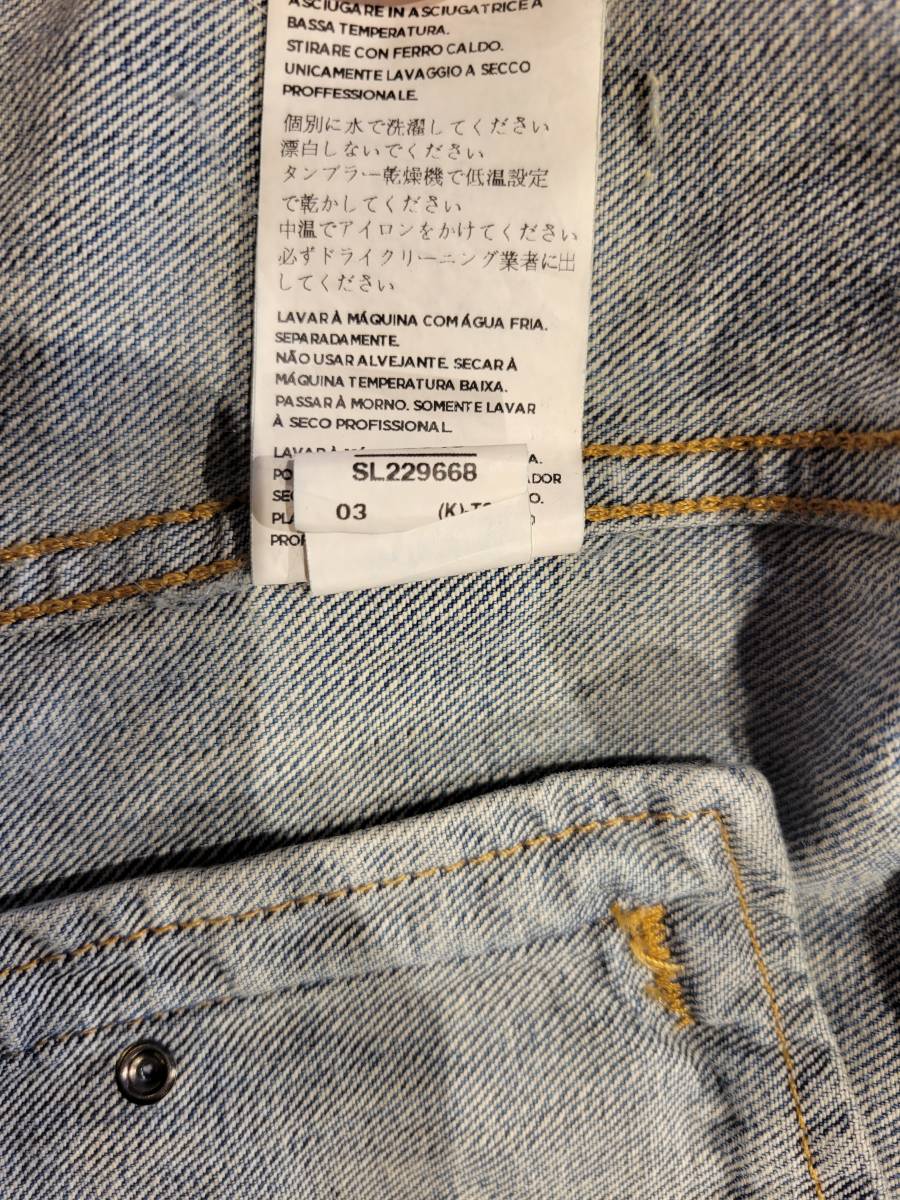 ASCIUGARE IN ASCIUGATRICE A
BASSA TEMPERATURA.
STIRARE CON FERRO CALDO.
UNICAMENTE LAVAGGIO A SECCO
PROFFESSIONALE.
個別に水で洗濯してください
漂白しないでください
タンブラー乾燥機で低温設定
で乾かしてください
中温でアイロンをかけてください
必ずドライクリーニング業者に出
してください
LAVAR À MÁQUINA COM ÁGUA FRIA.
SEPARADAMENTE.
NÃO USAR ALVEJANTE. SECAR À
MÁQUINA TEMPERATURA BAIXA.
PASSAR À MORNO. SOMENTE LAVAR
À SECO PROFISSIONAL.
LAVAR À
SL229668
03 (K)-